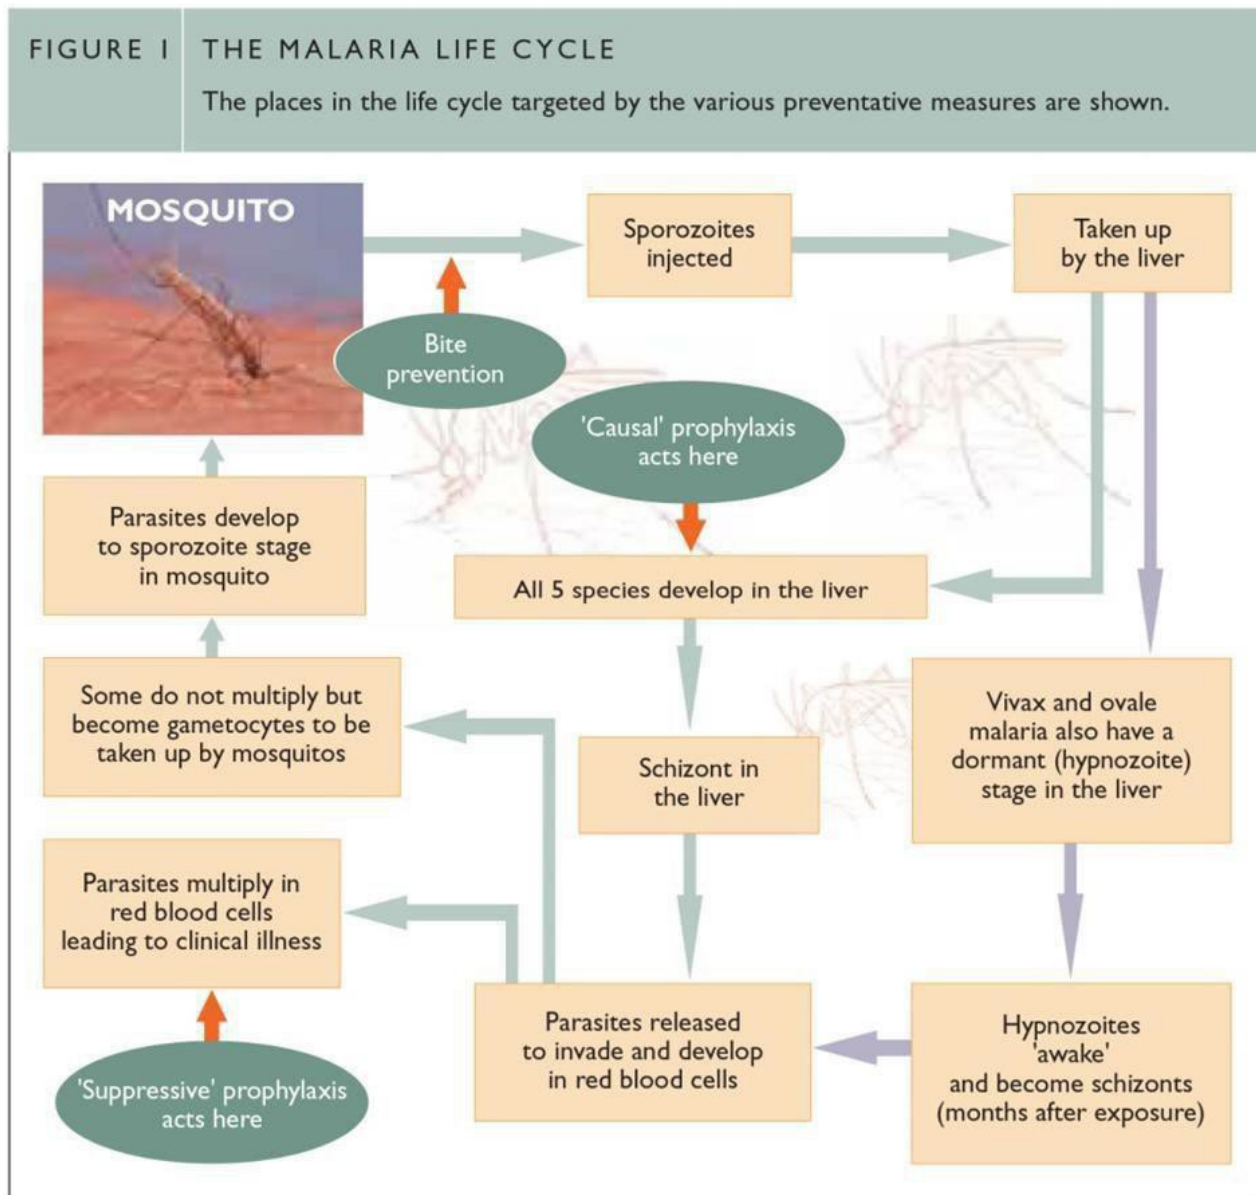 FIGURE 1
THE MALARIA LIFE CYCLE
The places in the life cycle targeted by the various preventative measures are shown.
MOSQUITO
Sporozoites
injected
Taken up
by the liver
Bite
prevention
'Causal' prophylaxis
acts here
Parasites develop
to sporozoite stage
in mosquito
All 5 species develop in the liver
Some do not multiply but
become gametocytes to be
taken up by mosquitos
Schizont in
the liver
Vivax and ovale
malaria also have a
dormant (hypnozoite)
stage in the liver
Parasites multiply in
red blood cells
leading to clinical illness
Parasites released
to invade and develop
in red blood cells
Hypnozoites
'awake'
and become schizonts
(months after exposure)
'Suppressive' prophylaxis
acts here